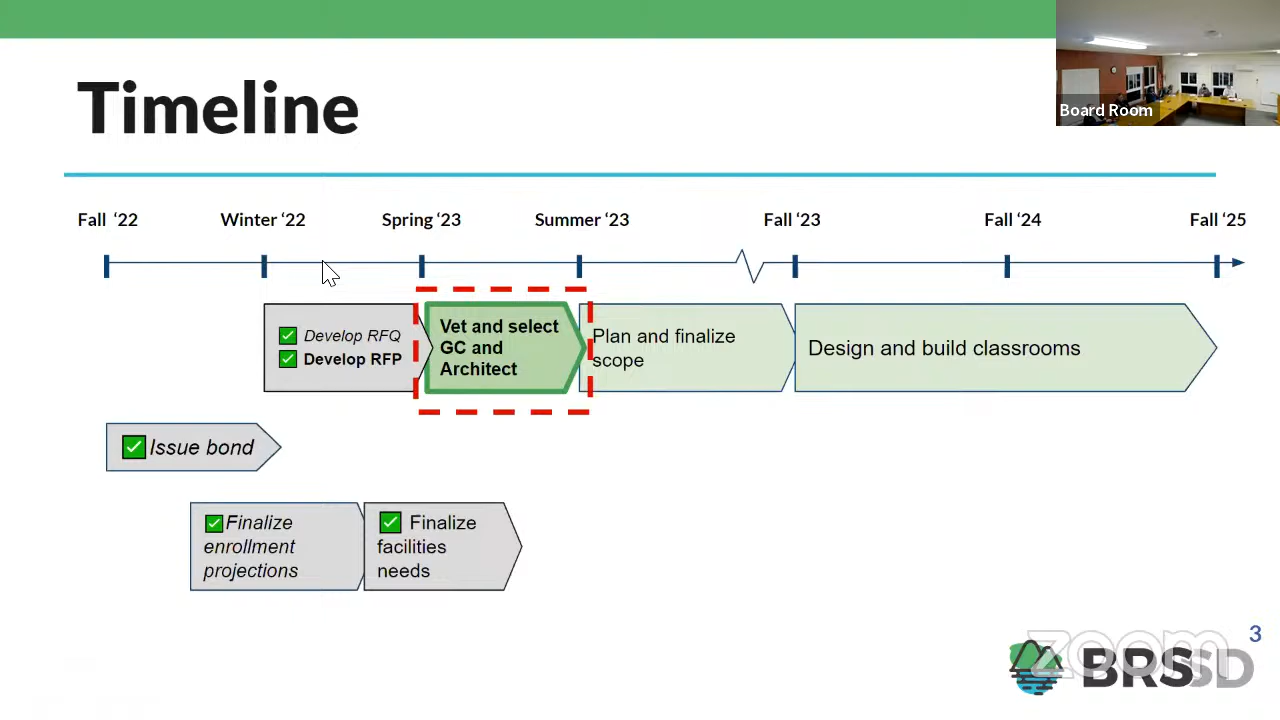 Board Room
Timeline
Fall ‘22
Winter ‘22
Spring ‘23
Summer ‘23
Fall ‘23
Fall ‘24
Fall ‘25
Develop RFQ
Develop RFP
Vet and select
GC and
Architect
Plan and finalize
scope
Design and build classrooms
Issue bond
Finalize
enrollment
projections
Finalize
facilities
needs
3
zoom
BRSSD